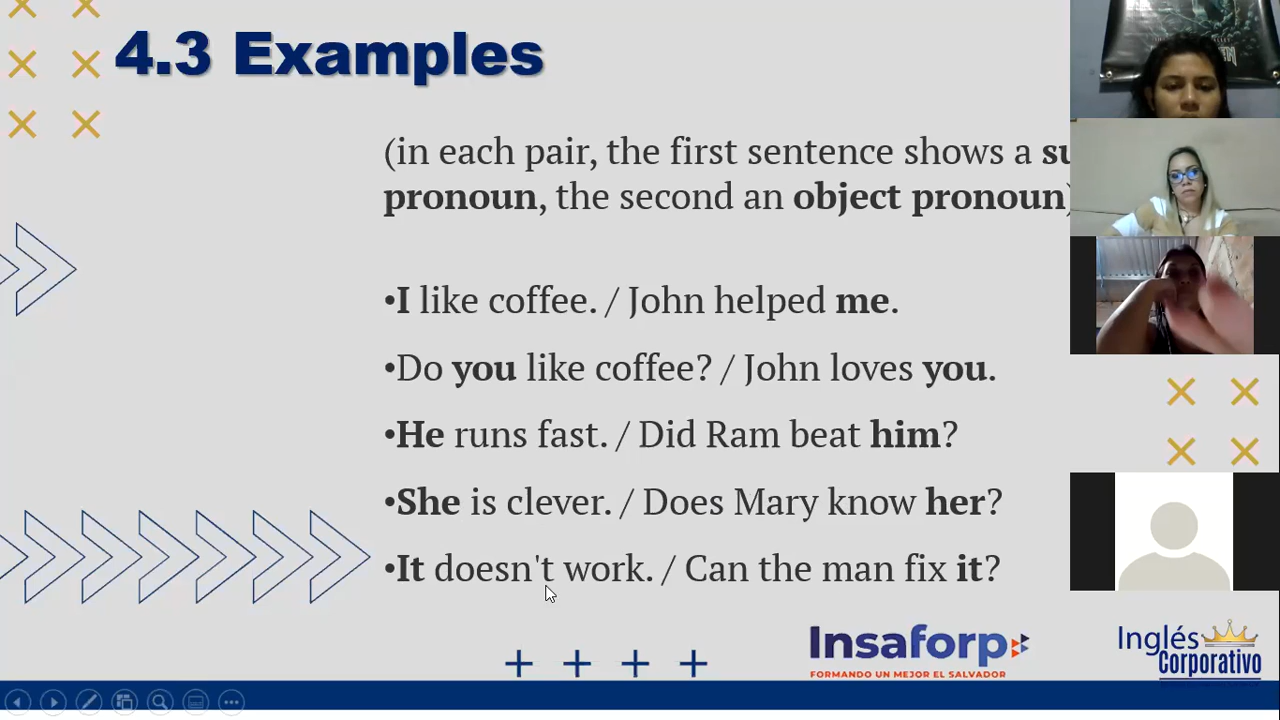 4.3 Examples
(in each pair, the first sentence shows a
pronoun, the second an object pronoun)
•I like coffee. / John helped me.
•Do you like coffee? / John loves you.
•He runs fast. / Did Ram beat him?
•She is clever. / Does Mary know her?
•It doesn't work. / Can the man fix it?
Insaforp
FORMANDO UN MEJOR EL SALVADOR
Inglés
Corporativo